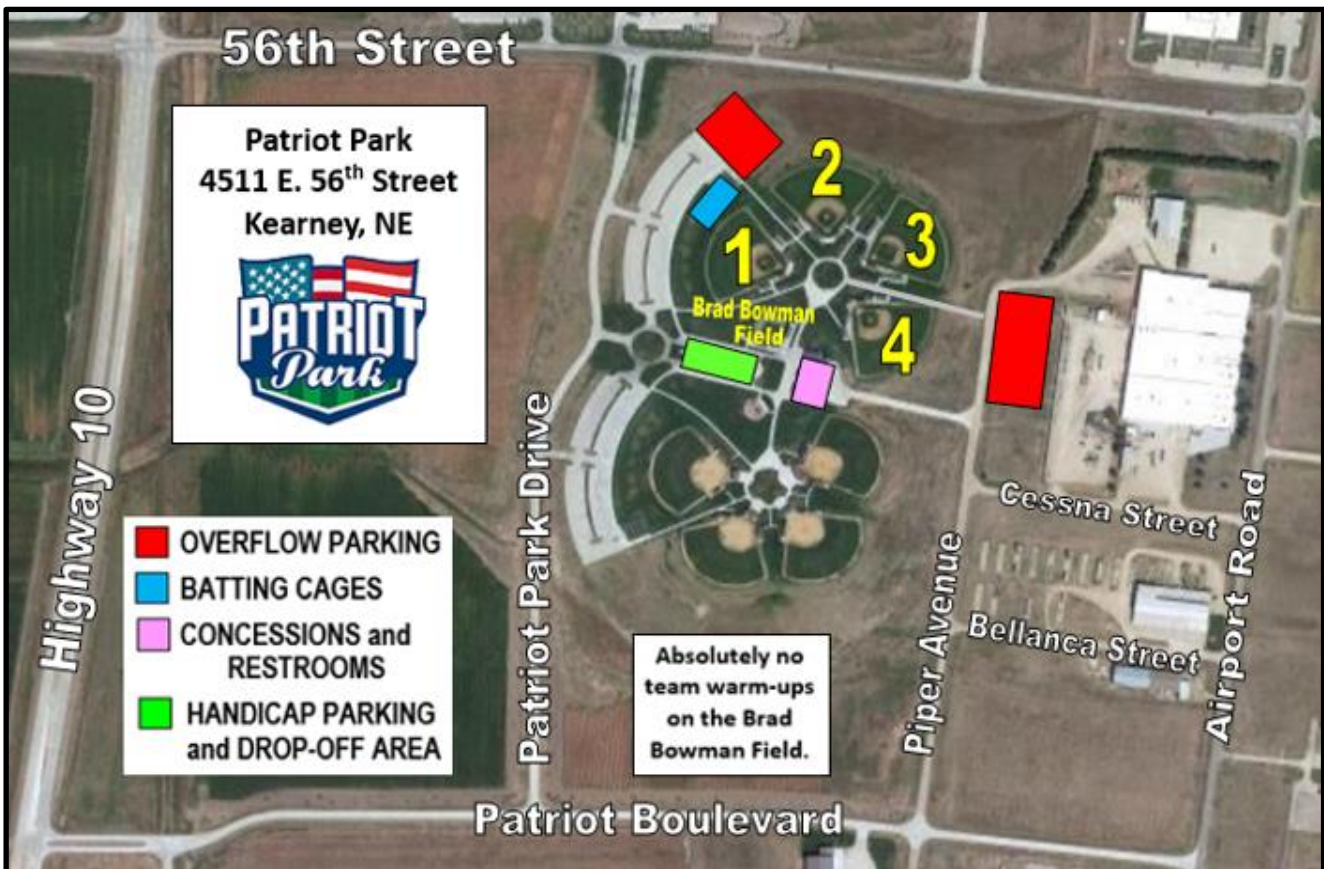 56th Street
Patriot Park
4511 E. 56th Street
Kearney, NE
PATRIOT
Park
2
1
3
Brad Bowman
Field
4
Highway 10
Patriot Park Drive
Cessna Street
Bellanca Street
Piper Avenue
Airport Road
OVERFLOW PARKING
BATTING CAGES
CONCESSIONS and
RESTROOMS
HANDICAP PARKING
and DROP-OFF AREA
Absolutely no
team warm-ups
on the Brad
Bowman Field.
Patriot Boulevard